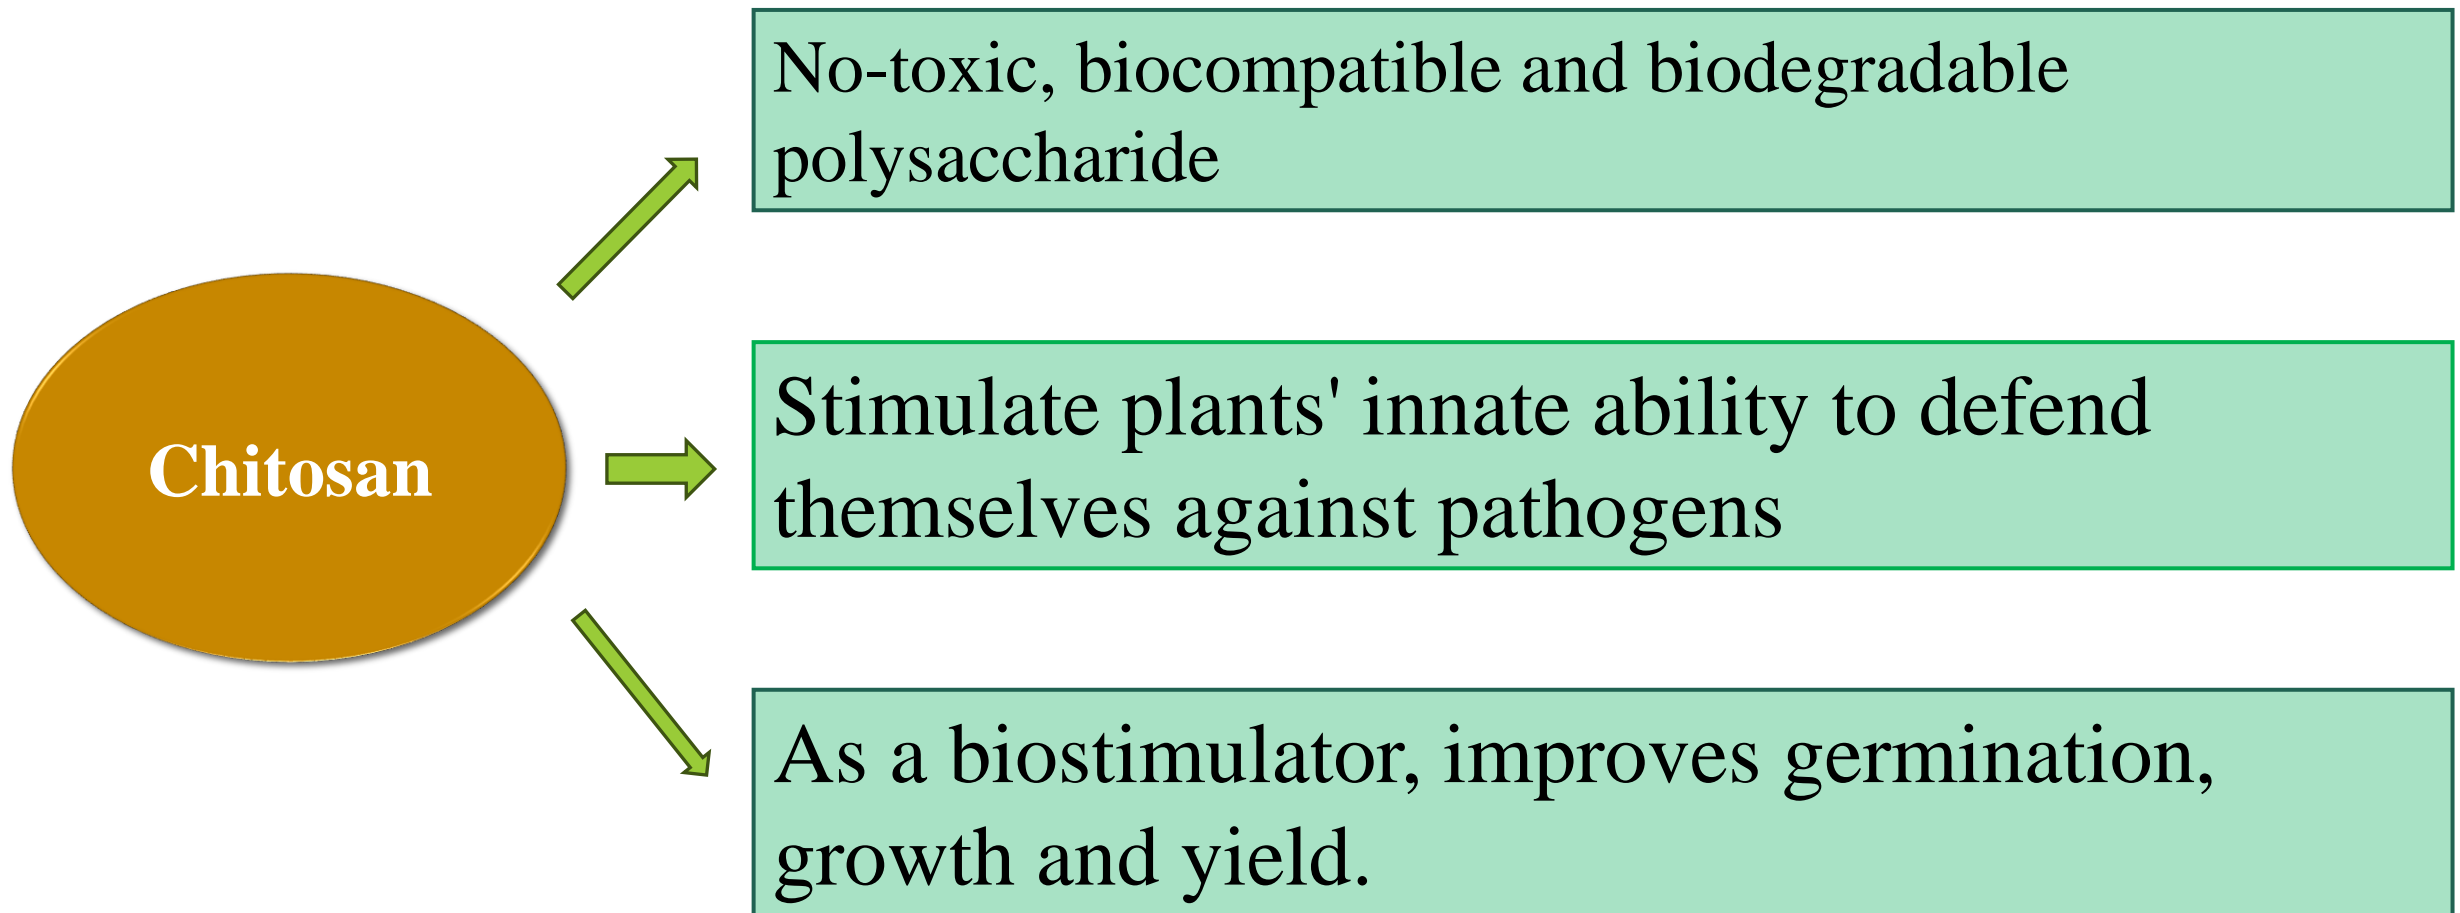 No-toxic, biocompatible and biodegradable
polysaccharide
Chitosan
Stimulate plants' innate ability to defend
themselves against pathogens
As a biostimulator, improves germination,
growth and yield.